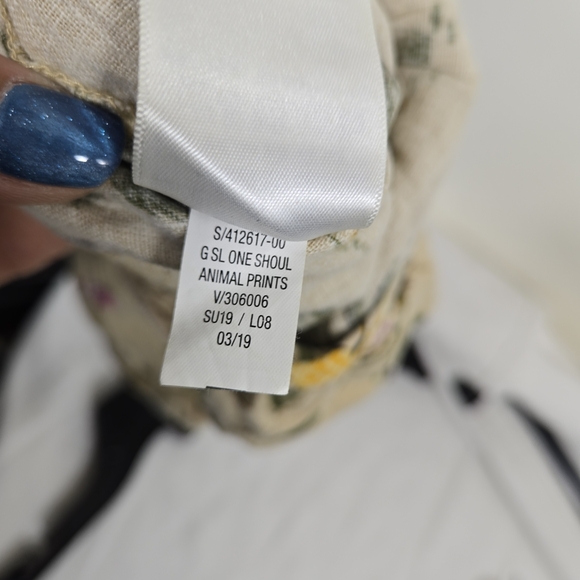 S/412617-00
G SL ONE SHOUL
ANIMAL PRINTS
V/306006
SU19 / L08
03/19